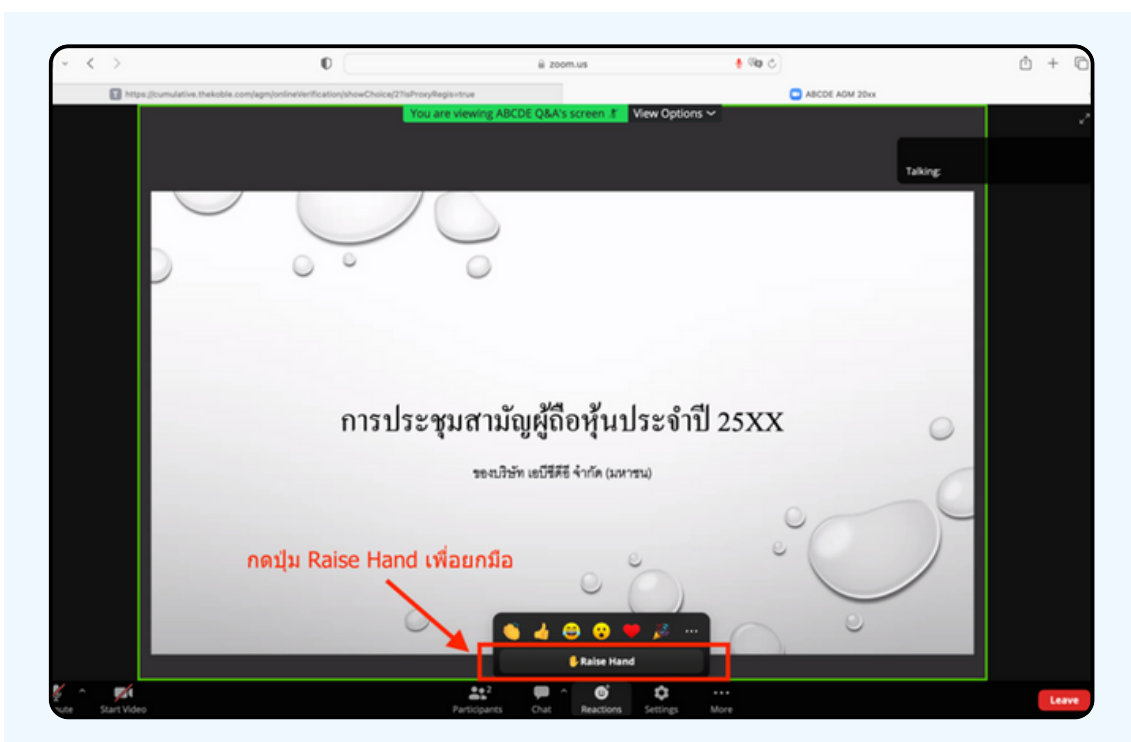 zoom.us
https://cumulative.thekoble.com/agm/onlineVerification/showChoice/2?isProxyRegis=true
ABCDE AGM 20xx
You are viewing ABCDE Q&A's screen
View Options
Talking:
การประชุมสามัญผู้ถือหุ้นประจำปี 25XX
ของบริษัท เอบีซีดีอี จำกัด (มหาชน)
กดปุ่ม Raise Hand เพื่อยกมือ
Raise Hand
Start Video
Participants 2
Chat
Reactions
Settings
More
Leave